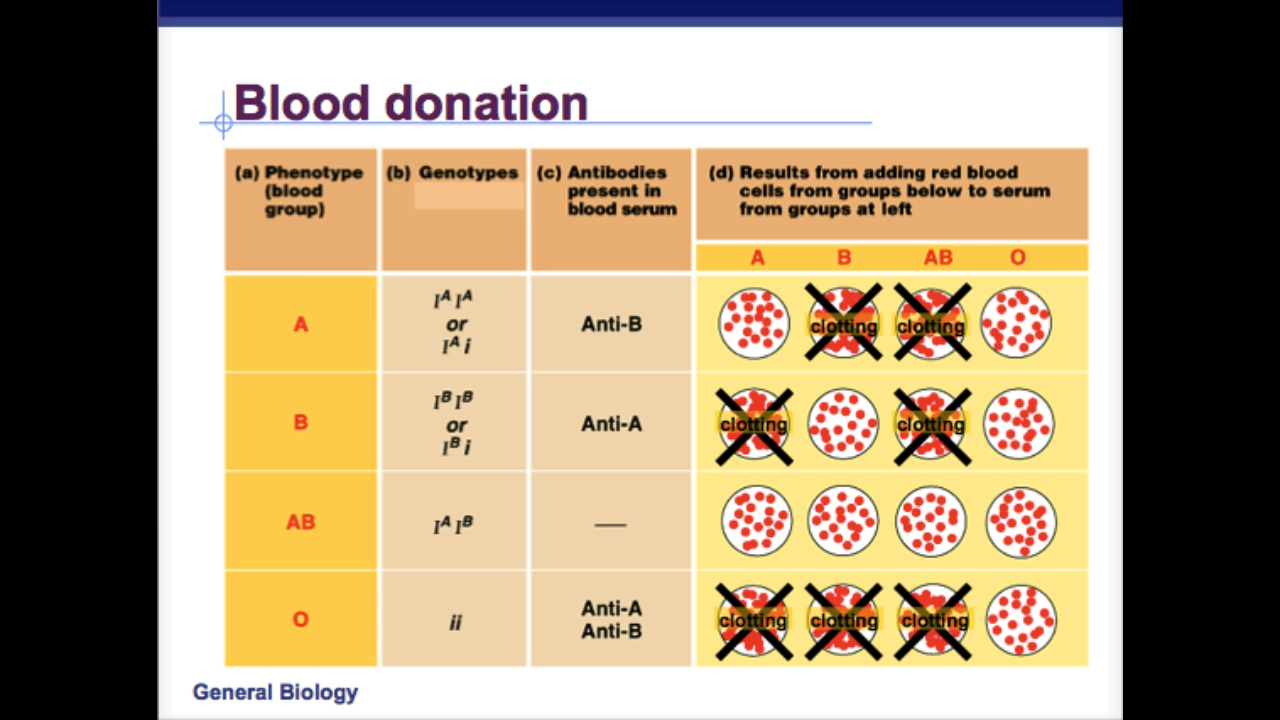 Blood donation
(a) Phenotype
(blood
group)
(b) Genotypes
(c) Antibodies
present in
blood serum
(d) Results from adding red blood
cells from groups below to serum
from groups at left
A B AB O
A
I^A I^A
or
I^A i
Anti-B
clotting clotting
B
I^B I^B
or
I^B i
Anti-A
clotting clotting
AB
I^A I^B
—
O
ii
Anti-A
Anti-B
clotting clotting clotting
General Biology